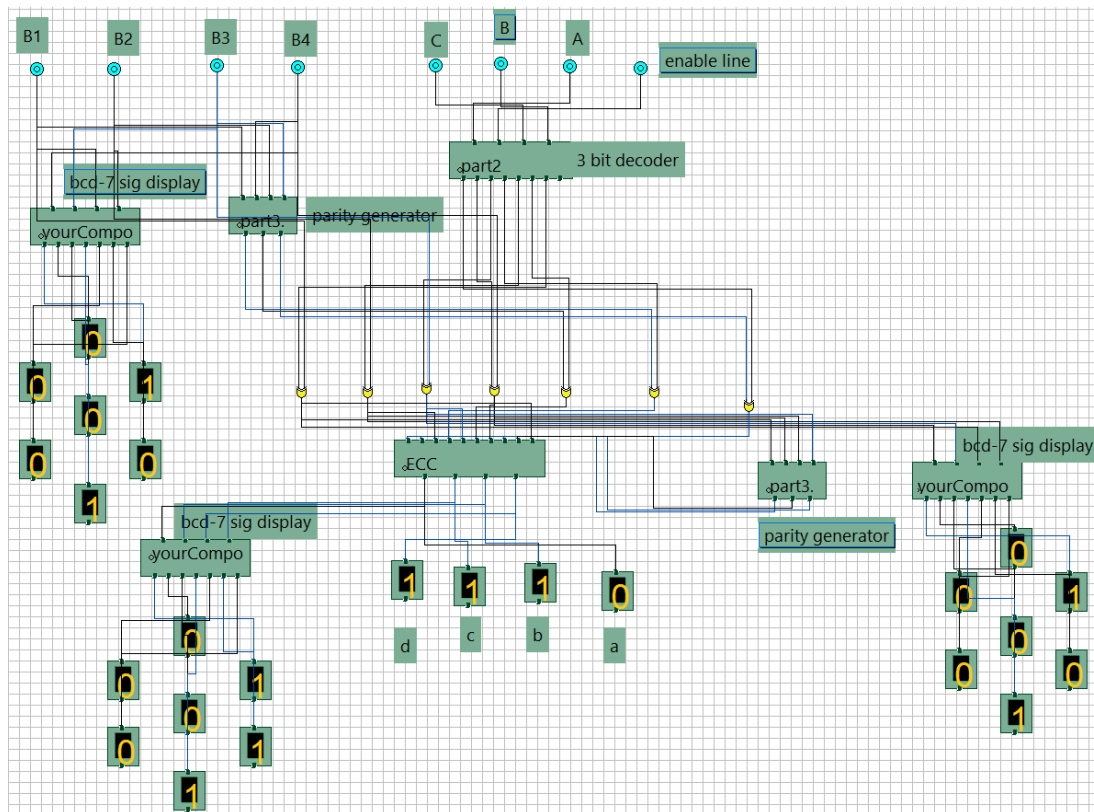 B1
B2
B3
B4
C
B
A
enable line
part2
3 bit decoder
bcd-7 sig display
part3.
parity generator
yourCompo
0
0
1
0
0
0
1
ECC
part3.
bcd-7 sig display
yourCompo
parity generator
bcd-7 sig display
yourCompo
1
1
1
0
d
c
b
a
0
0
1
0
0
0
1
0
0
1
0
0
1
1